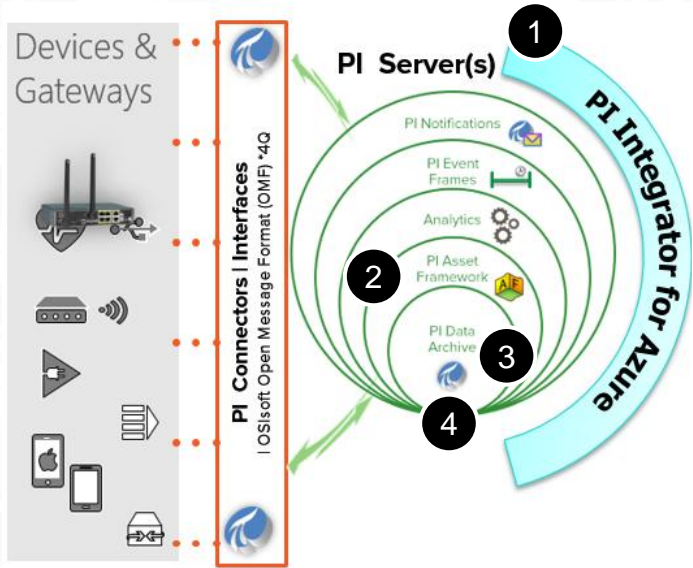 Devices &
Gateways
PI Connectors | Interfaces
| OSIsoft Open Message Format (OMF) *4Q
PI Server(s)
PI Notifications
PI Event
Frames
Analytics
PI Asset
Framework
AF
PI Data
Archive
1
2
3
4
PI Integrator for Azure